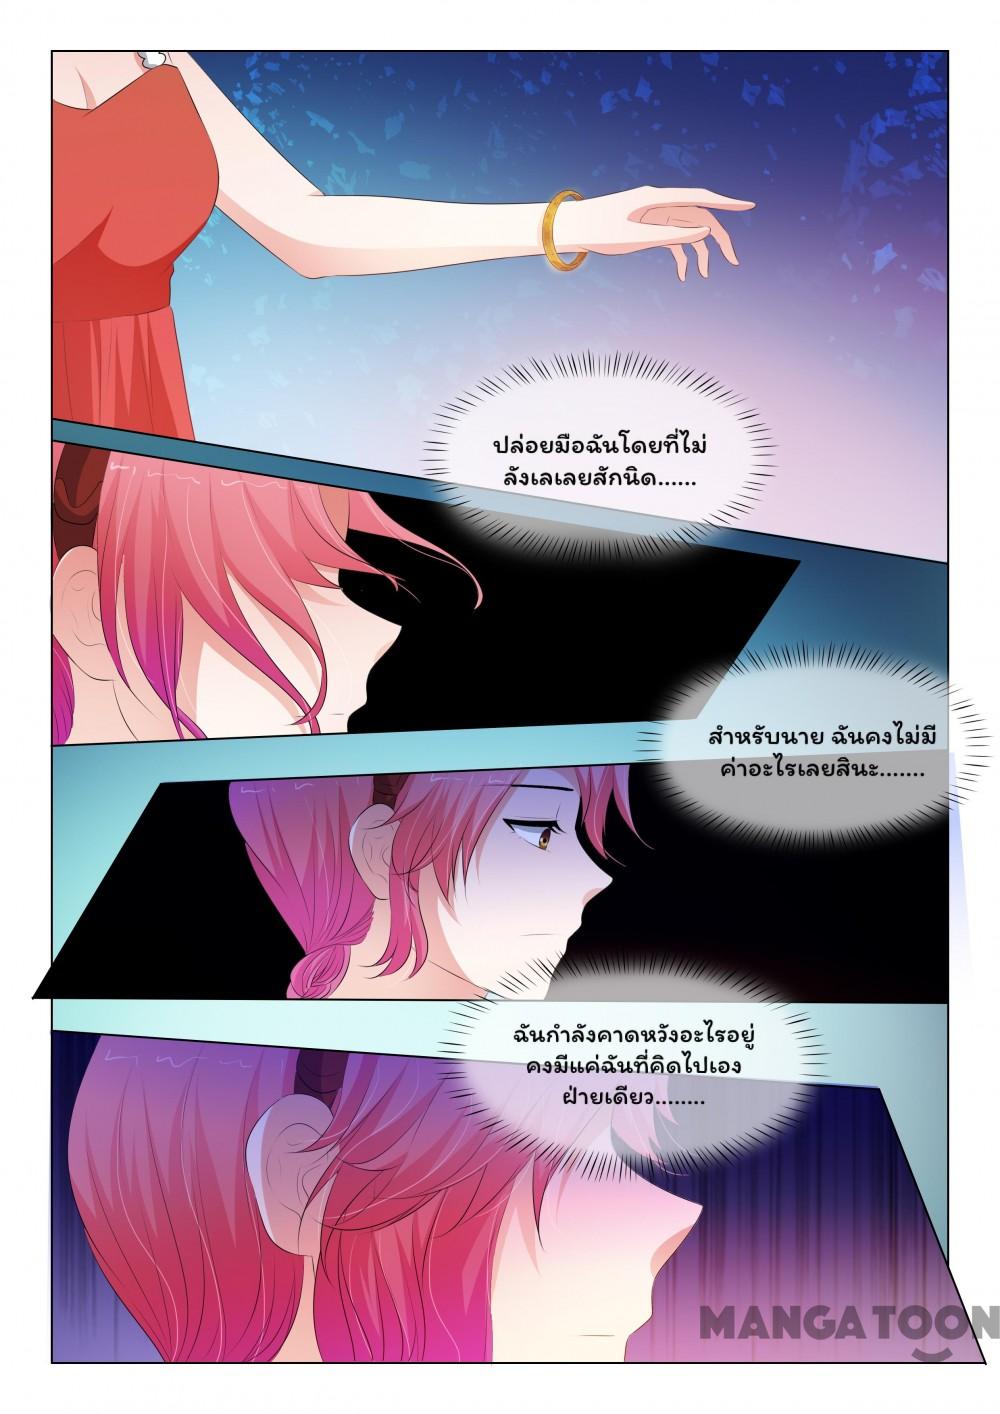 ปล่อยมือฉันโดยที่ไม่
ลังเลเลยสักนิด......
สำหรับนาย ฉันคงไม่มี
ค่าอะไรเลยสินะ.......
ฉันกำลังคาดหวังอะไรอยู่
คงมีแค่ฉันที่คิดไปเอง
ฝ่ายเดียว........
MANGATOON